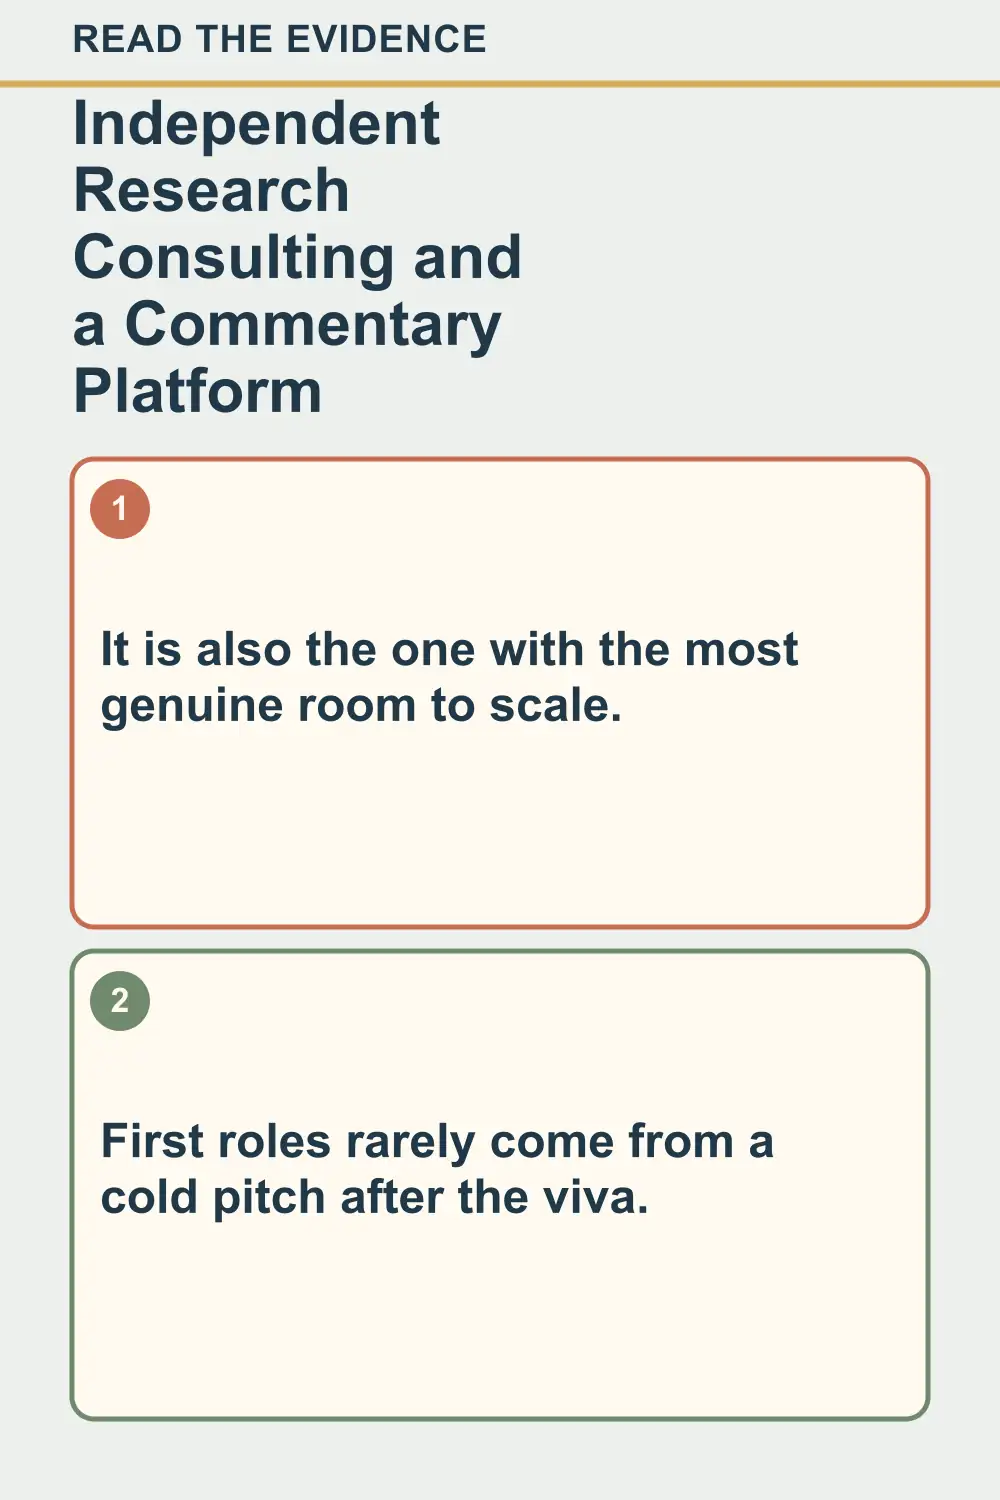 READ THE EVIDENCE
Independent
Research
Consulting and
a Commentary
Platform
1
It is also the one with the most
genuine room to scale.
2
First roles rarely come from a
cold pitch after the viva.